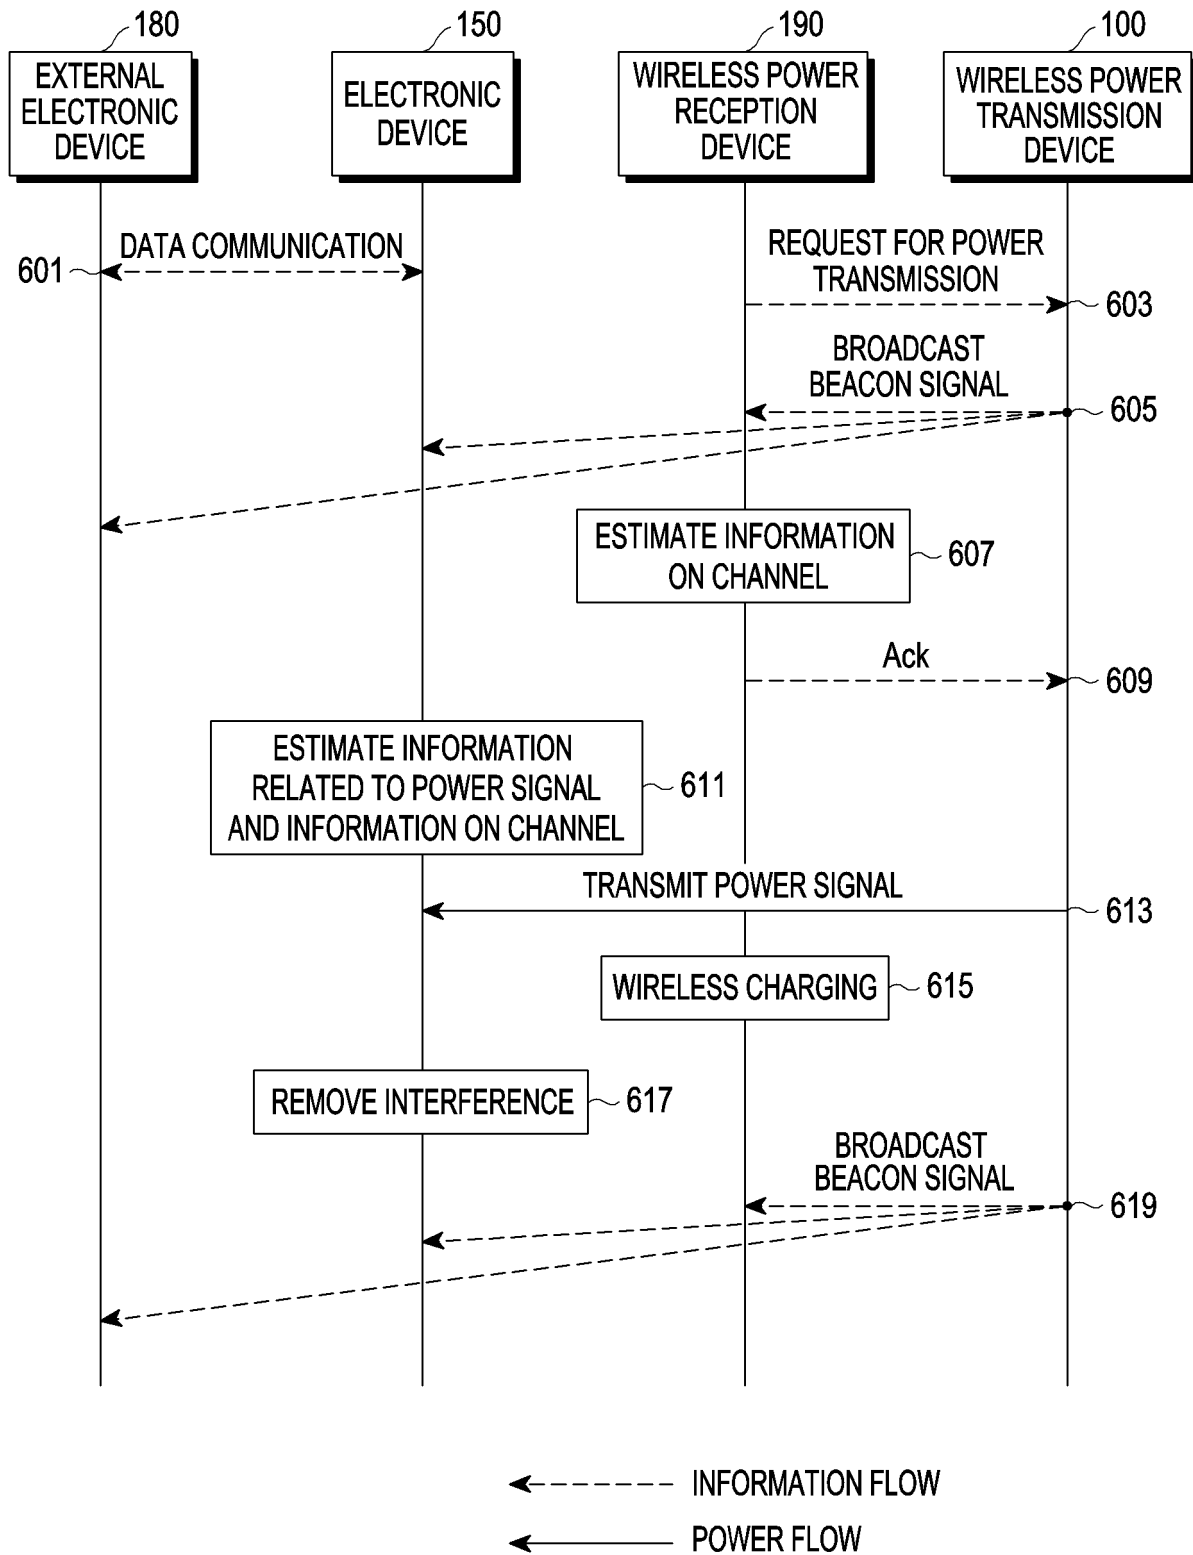 180
150
190
100
EXTERNAL
ELECTRONIC
DEVICE
ELECTRONIC
DEVICE
WIRELESS POWER
RECEPTION
DEVICE
WIRELESS POWER
TRANSMISSION
DEVICE
DATA COMMUNICATION
601
REQUEST FOR POWER
TRANSMISSION
603
BROADCAST
BEACON SIGNAL
605
ESTIMATE INFORMATION
ON CHANNEL
607
Ack
609
ESTIMATE INFORMATION
RELATED TO POWER SIGNAL
AND INFORMATION ON CHANNEL
611
TRANSMIT POWER SIGNAL
613
WIRELESS CHARGING
615
REMOVE INTERFERENCE
617
BROADCAST
BEACON SIGNAL
619
INFORMATION FLOW
POWER FLOW